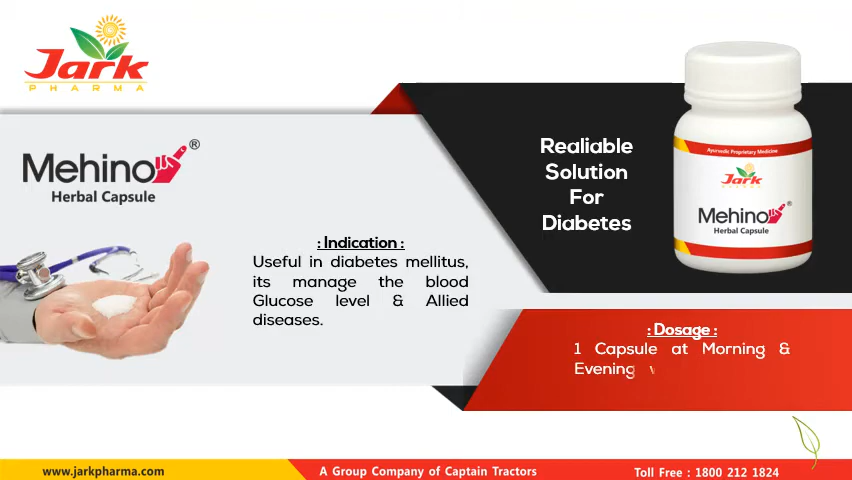 Jark
PHARMA
Mehino®
Herbal Capsule
: Indication :
Useful in diabetes mellitus,
its manage the blood
Glucose level & Allied
diseases.
Realiable
Solution
For
Diabetes
Ayurvedic Proprietary Medicine
Jark
PHARMA
Mehino®
Herbal Capsule
: Dosage :
1 Capsule at Morning &
Evening
www.jarkpharma.com
A Group Company of Captain Tractors
Toll Free : 1800 212 1824